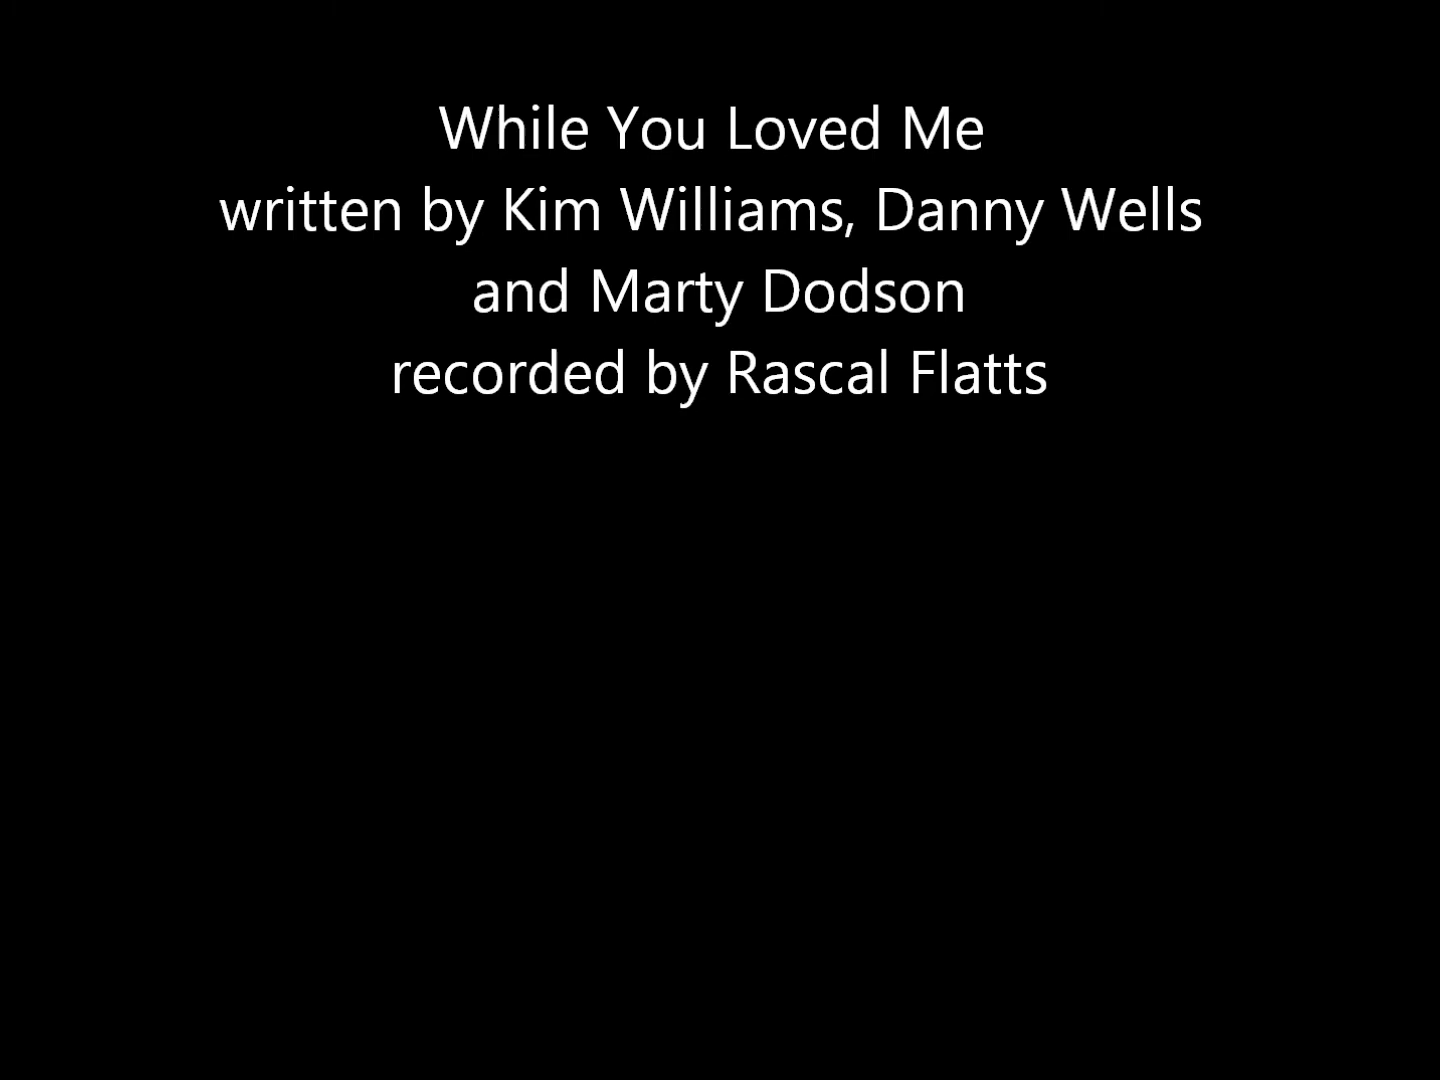 While You Loved Me
written by Kim Williams, Danny Wells
and Marty Dodson
recorded by Rascal Flatts